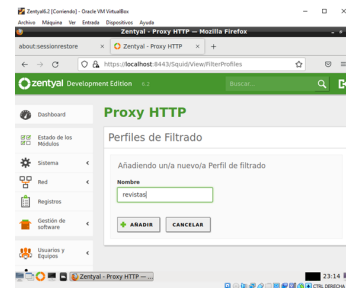 Zentyal6.2 [Corriendo] - Oracle VM VirtualBox
Archivo Máquina Ver Entrada Dispositivos Ayuda
Zentyal - Proxy HTTP — Mozilla Firefox
about:sessionrestore × Zentyal - Proxy HTTP × +
https://localhost:8443/Squid/View/FilterProfiles
zentyal Development Edition 6.2 Buscar...
Dashboard
Estado de los Módulos
Sistema
Red
Registros
Gestión de software
Usuarios y Equipos
Proxy HTTP
Perfiles de Filtrado
Añadiendo un/a nuevo/a Perfil de filtrado
Nombre
revistas
+ AÑADIR CANCELAR
Zentyal - Proxy HTTP — ...
23:14
CTRL DERECHA